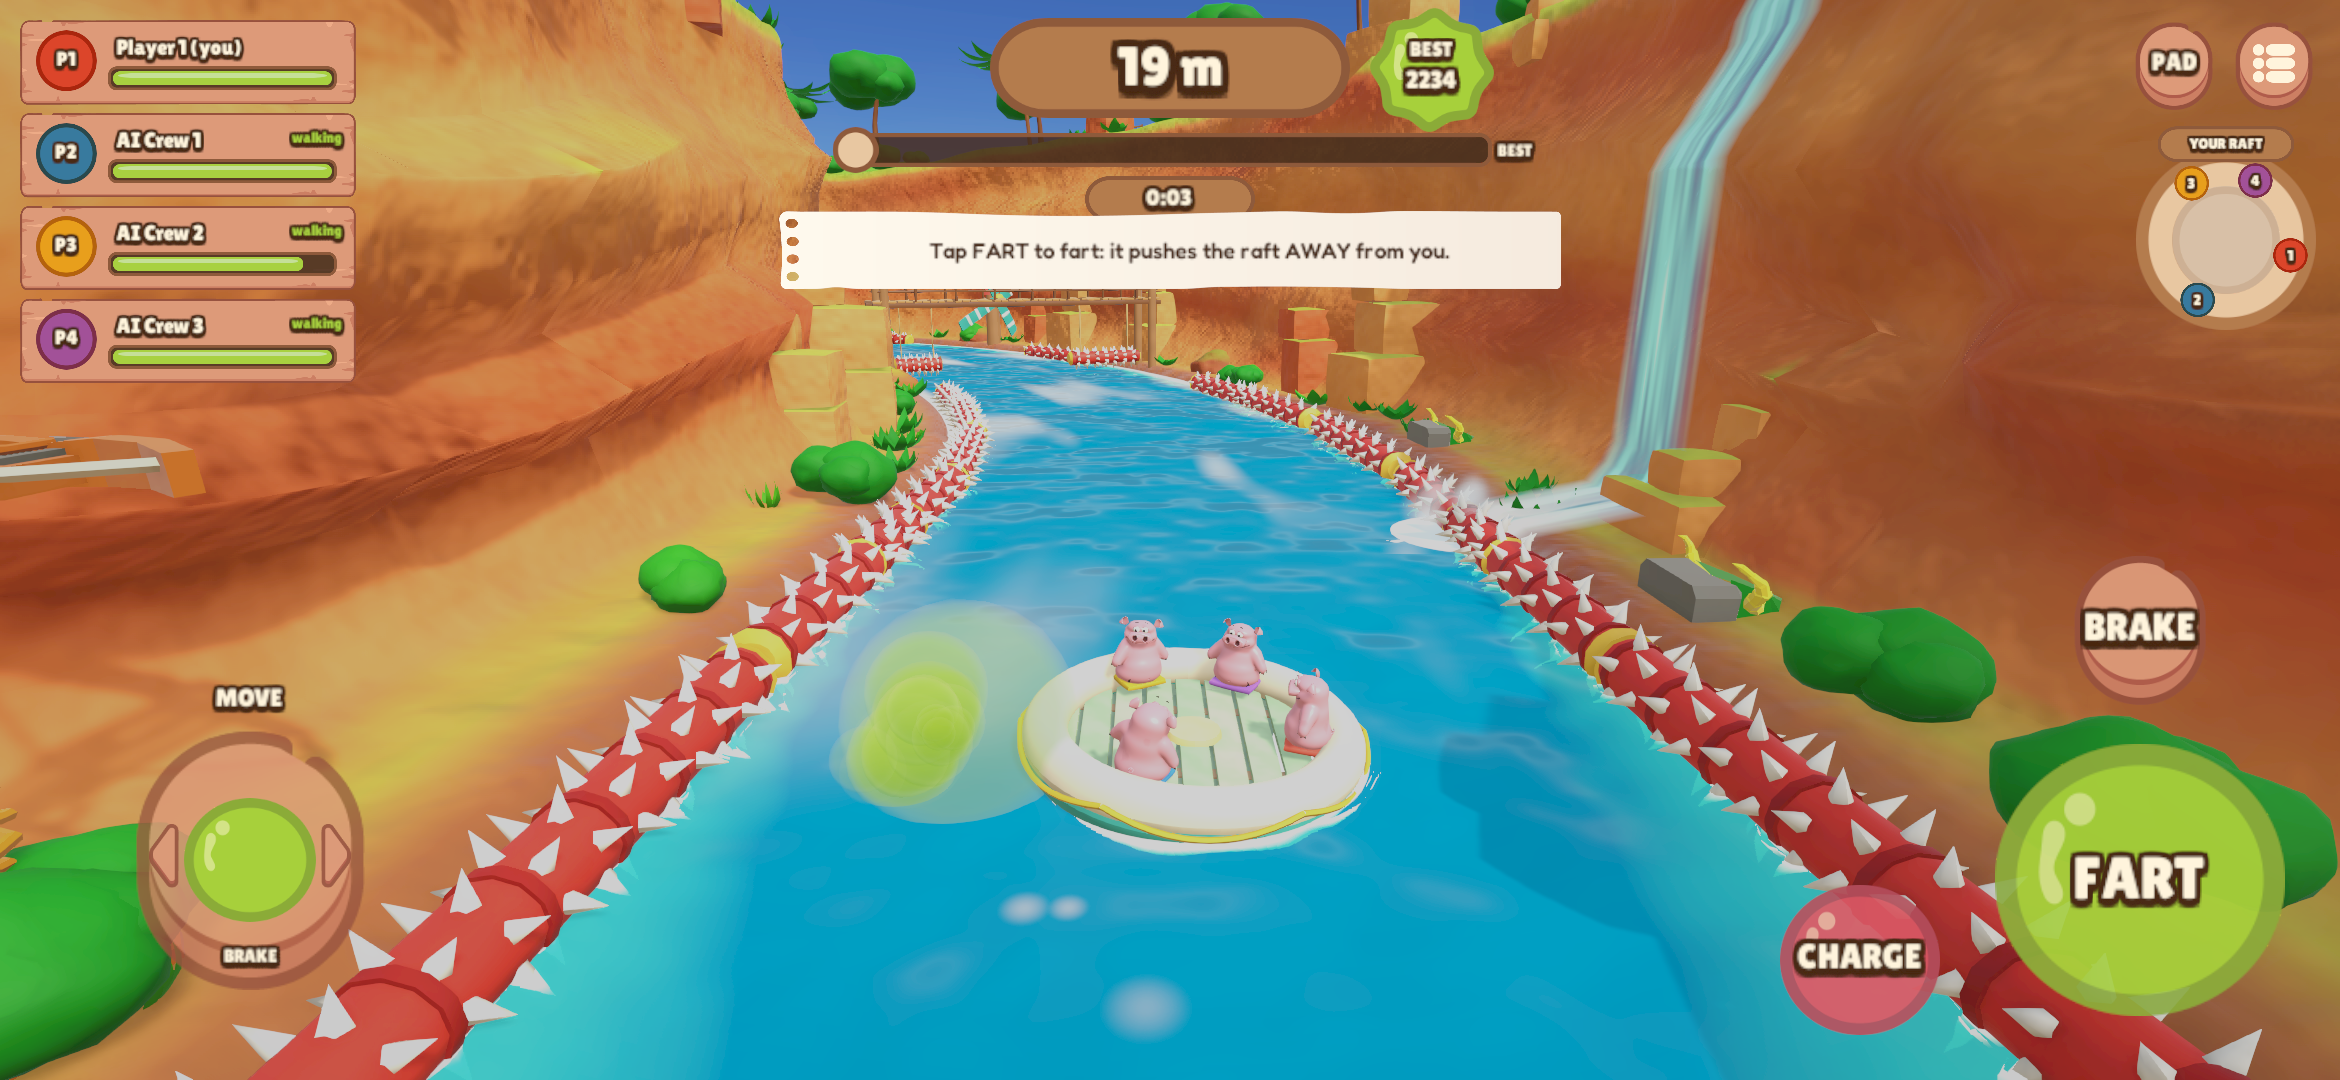 P1
Player 1 (you)
P2
AI Crew 1
walking
P3
AI Crew 2
walking
P4
AI Crew 3
walking
19 m
BEST
2234
BEST
0:03
Tap FART to fart: it pushes the raft AWAY from you.
PAD
YOUR RAFT
3
4
1
2
MOVE
BRAKE
BRAKE
FART
CHARGE